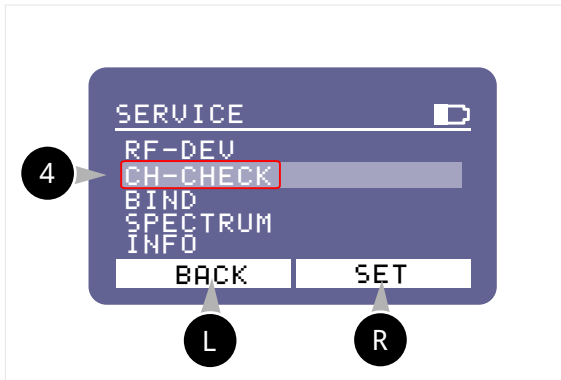 SERVICE
RF-DEV
4
CH-CHECK
BIND
SPECTRUM
INFO
BACK SET
L R